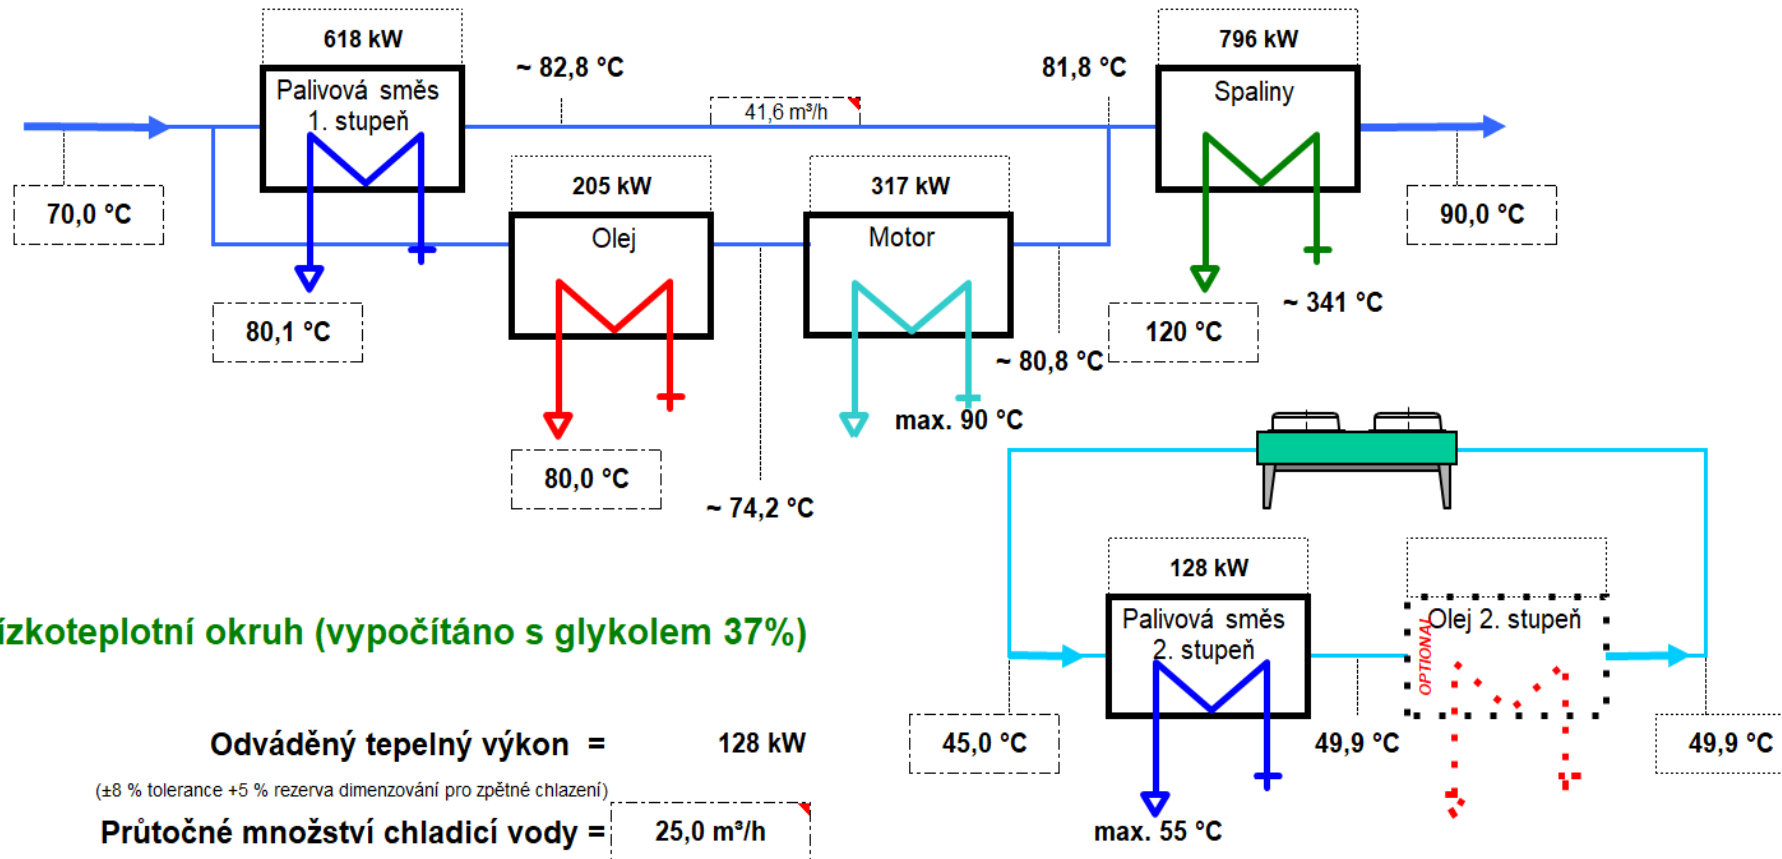 618 kW
796 kW
~ 82,8 °C
81,8 °C
Palivová směs
1. stupeň
Spaliny
41,6 m³/h
205 kW
317 kW
70,0 °C
90,0 °C
Olej
Motor
~ 341 °C
80,1 °C
120 °C
~ 80,8 °C
max. 90 °C
80,0 °C
~ 74,2 °C
128 kW
ízkoteplotní okruh (vypočítáno s glykolem 37%)
Palivová směs
2. stupeň
Olej 2. stupeň
OPTIONAL
Odváděný tepelný výkon = 128 kW
45,0 °C
49,9 °C
49,9 °C
(±8 % tolerance +5 % rezerva dimenzování pro zpětné chlazení)
Průtočné množství chladicí vody = 25,0 m³/h
max. 55 °C